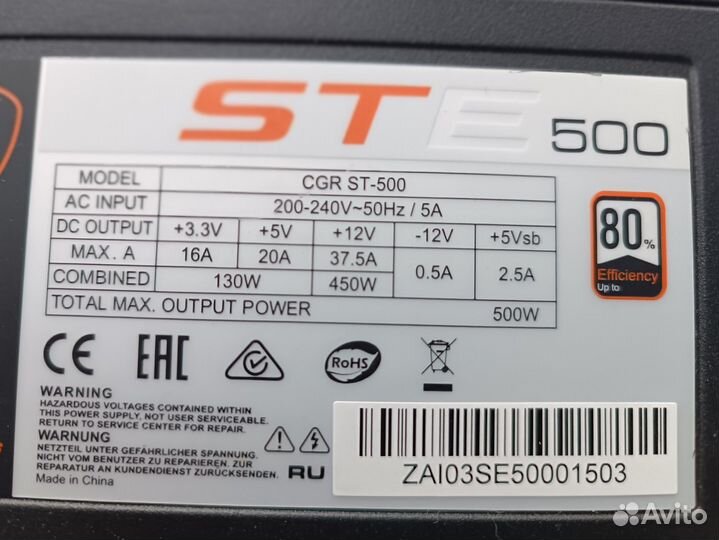 STE 500
MODEL CGR ST-500
AC INPUT 200-240V~50Hz / 5A
DC OUTPUT +3.3V +5V +12V -12V +5Vsb
MAX. A 16A 20A 37.5A 0.5A 2.5A
COMBINED 130W 450W
TOTAL MAX. OUTPUT POWER 500W
80%
Efficiency
Up to
CE EAC RoHS
WARNING
HAZARDOUS VOLTAGES CONTAINED WITHIN
THIS POWER SUPPLY, NOT USER SERVICEABLE.
RETURN TO SERVICE CENTER FOR REPAIR.
WARNUNG
NETZTEIL UNTER GEFÄHRLICHER SPANNUNG.
NICHT VOM BENUTZER ZU REPARIEREN. ZUR
REPARATUR AN KUNDENDIENST ZURÜCKSENDEN.
Made in China
RU
ZAI03SE50001503
Avito